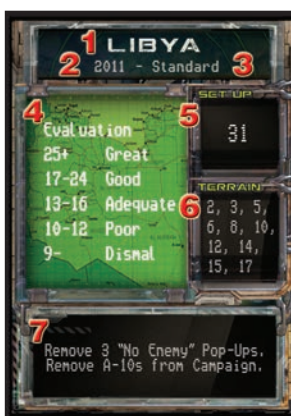 1 LIBYA
2 2011 - Standard 3
4
Evaluation
25+ Great
17-24 Good
13-16 Adequate
10-12 Poor
9- Dismal
SET UP
5
31
TERRAIN
6
2, 3, 5,
6, 8, 10,
12, 14,
15, 17
7
Remove 3 "No Enemy" Pop-Ups.
Remove A-10s from Campaign.